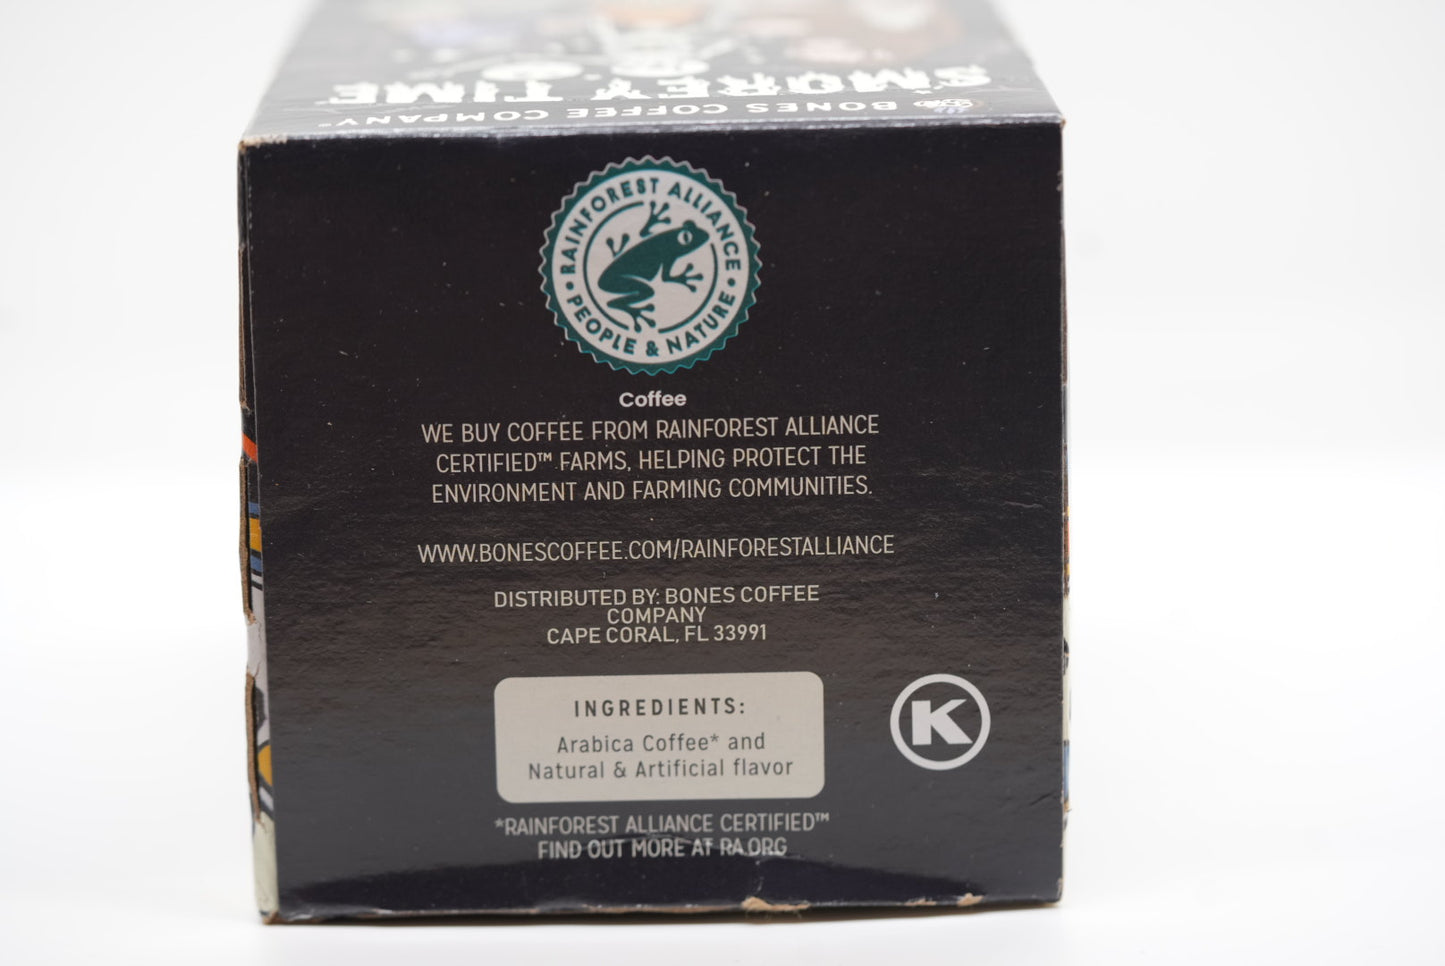 SMOREY TIME
BONES COFFEE COMPANY®
RAINFOREST ALLIANCE
• PEOPLE & NATURE •
Coffee
WE BUY COFFEE FROM RAINFOREST ALLIANCE
CERTIFIED™ FARMS, HELPING PROTECT THE
ENVIRONMENT AND FARMING COMMUNITIES.
WWW.BONESCOFFEE.COM/RAINFORESTALLIANCE
DISTRIBUTED BY: BONES COFFEE
COMPANY
CAPE CORAL, FL 33991
INGREDIENTS:
Arabica Coffee* and
Natural & Artificial flavor
K
*RAINFOREST ALLIANCE CERTIFIED™
FIND OUT MORE AT RA.ORG